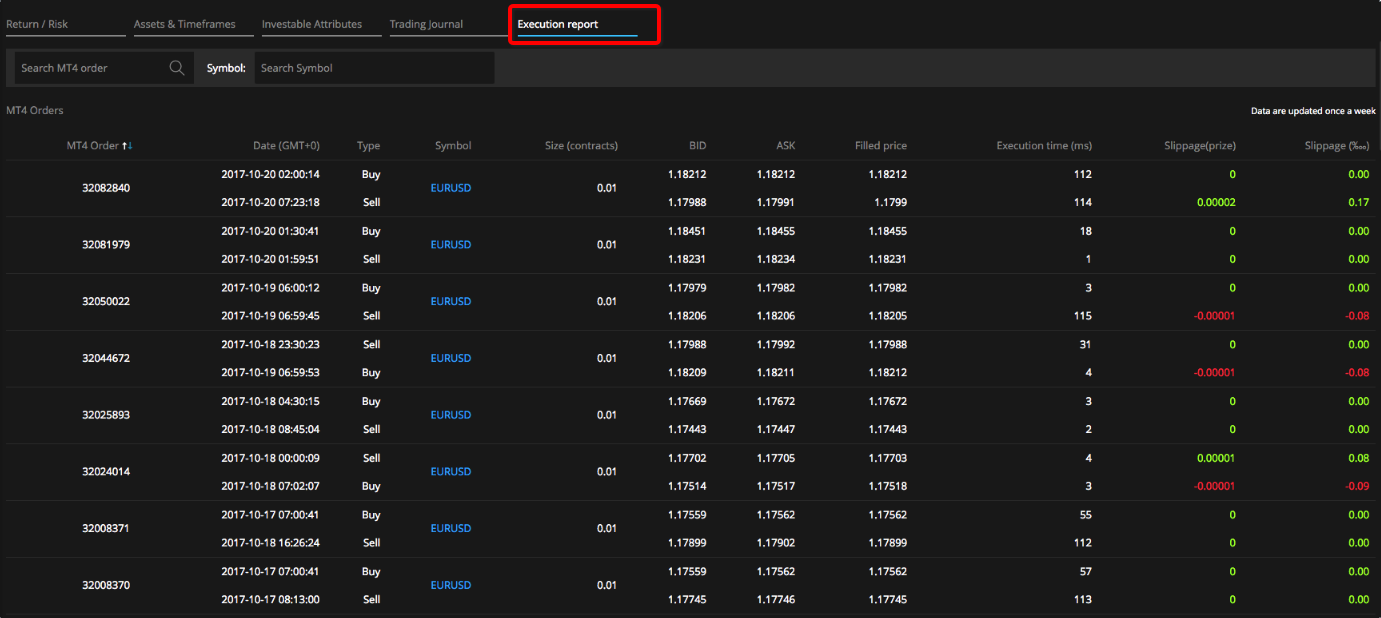 Return / Risk Assets & Timeframes Investable Attributes Trading Journal Execution report
Search MT4 order Symbol: Search Symbol
MT4 Orders Data are updated once a week
MT4 Order ↑↓ Date (GMT+0) Type Symbol Size (contracts) BID ASK Filled price Execution time (ms) Slippage(prize) Slippage (‱)
2017-10-20 02:00:14 Buy 1.18212 1.18212 1.18212 112 0 0.00
32082840 EURUSD 0.01
2017-10-20 07:23:18 Sell 1.17988 1.17991 1.1799 114 0.00002 0.17
2017-10-20 01:30:41 Buy 1.18451 1.18455 1.18455 18 0 0.00
32081979 EURUSD 0.01
2017-10-20 01:59:51 Sell 1.18231 1.18234 1.18231 1 0 0.00
2017-10-19 06:00:12 Buy 1.17979 1.17982 1.17982 3 0 0.00
32050022 EURUSD 0.01
2017-10-19 06:59:45 Sell 1.18206 1.18206 1.18205 115 -0.00001 -0.08
2017-10-18 23:30:23 Sell 1.17988 1.17992 1.17988 31 0 0.00
32044672 EURUSD 0.01
2017-10-19 06:59:53 Buy 1.18209 1.18211 1.18212 4 -0.00001 -0.08
2017-10-18 04:30:15 Buy 1.17669 1.17672 1.17672 3 0 0.00
32025893 EURUSD 0.01
2017-10-18 08:45:04 Sell 1.17443 1.17447 1.17443 2 0 0.00
2017-10-18 00:00:09 Sell 1.17702 1.17705 1.17703 4 0.00001 0.08
32024014 EURUSD 0.01
2017-10-18 07:02:07 Buy 1.17514 1.17517 1.17518 3 -0.00001 -0.09
2017-10-17 07:00:41 Buy 1.17559 1.17562 1.17562 55 0 0.00
32008371 EURUSD 0.01
2017-10-18 16:26:24 Sell 1.17899 1.17902 1.17899 112 0 0.00
2017-10-17 07:00:41 Buy 1.17559 1.17562 1.17562 57 0 0.00
32008370 EURUSD 0.01
2017-10-17 08:13:00 Sell 1.17745 1.17746 1.17745 113 0 0.00